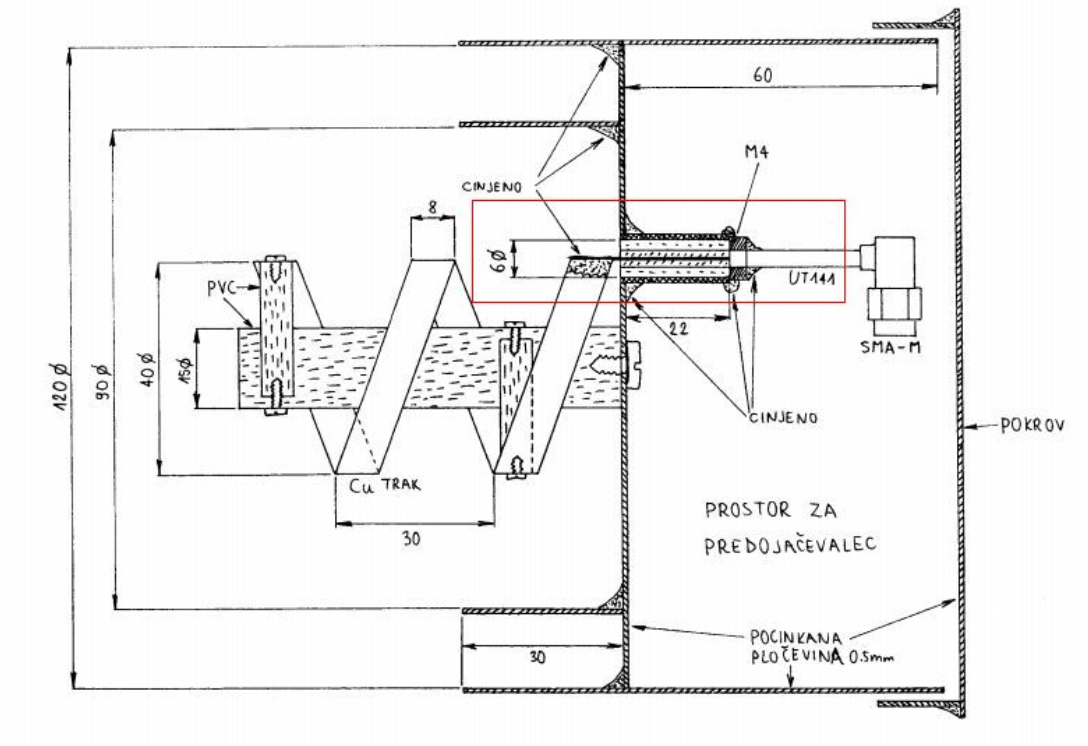 60
M4
CINJENO
8
6Ø
UT141
PVC
22
SMA-M
120Ø
90Ø
40Ø
15Ø
CINJENO
POKROV
Cu TRAK
30
PROSTOR ZA
PREDOJAČEVALEC
30
POCINKANA
PLOČEVINA 0.5mm